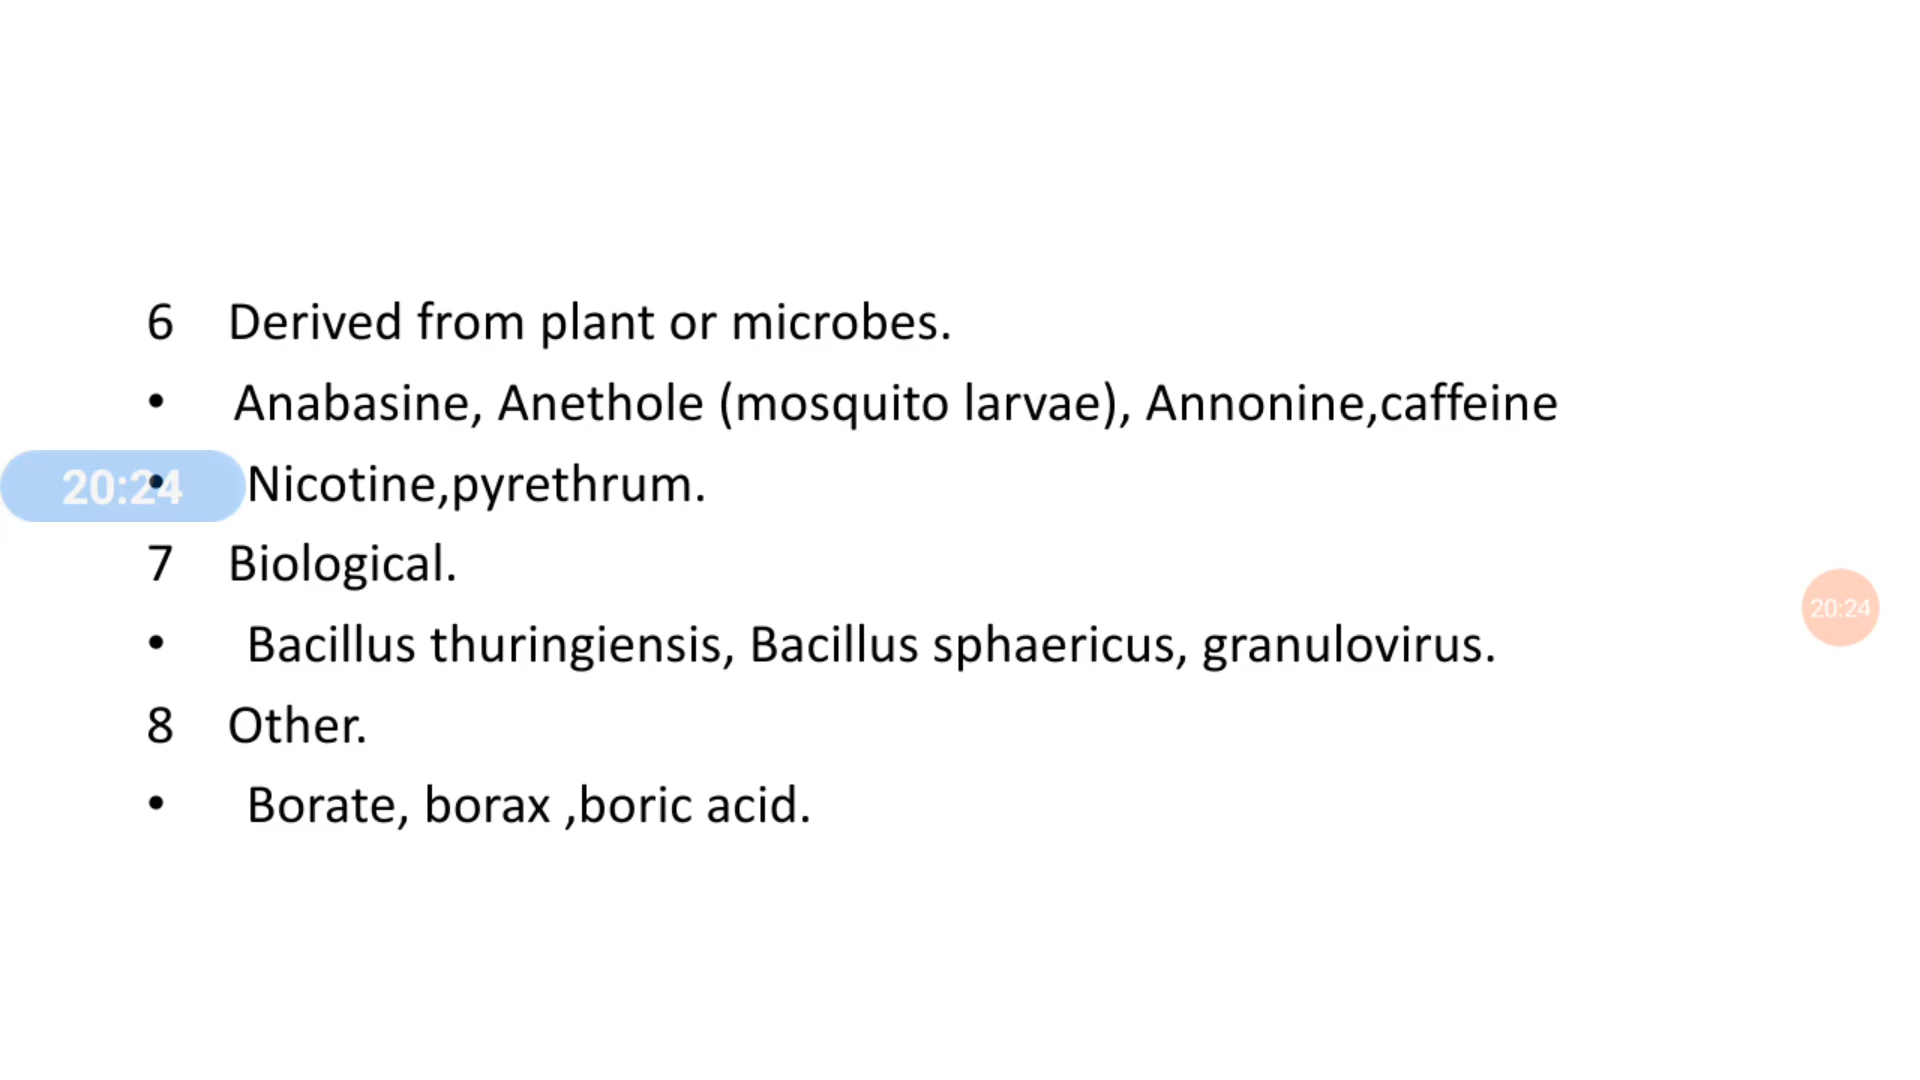 6 Derived from plant or microbes.
• Anabasine, Anethole (mosquito larvae), Annonine,caffeine
20:24
• Nicotine,pyrethrum.
7 Biological.
20:24
• Bacillus thuringiensis, Bacillus sphaericus, granulovirus.
8 Other.
• Borate, borax ,boric acid.